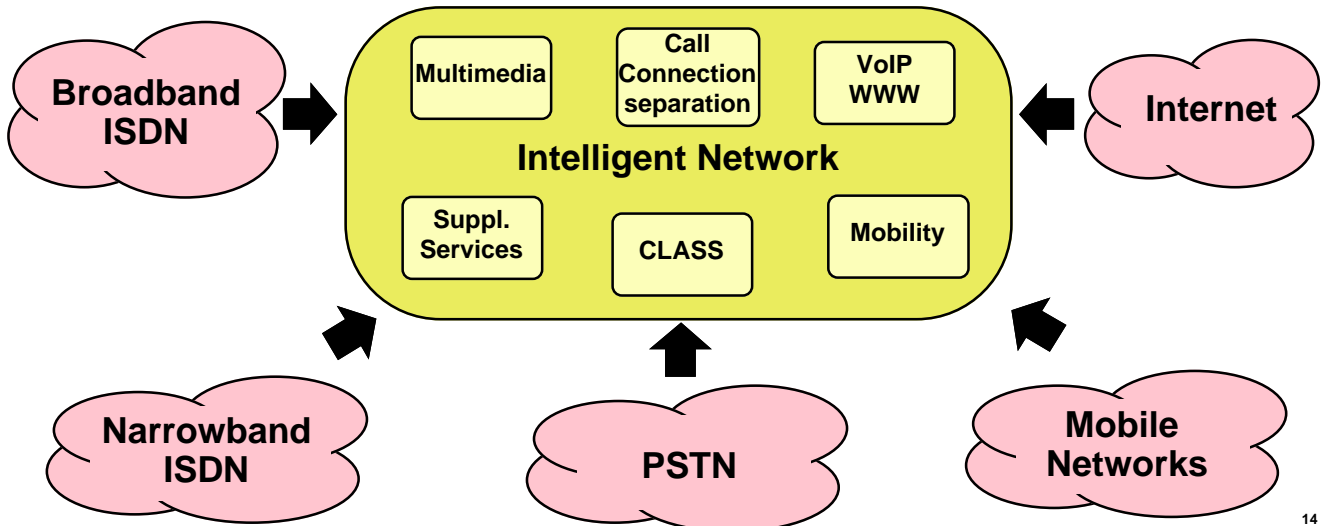 Broadband
ISDN
Multimedia
Call
Connection
separation
VoIP
WWW
Internet
Intelligent Network
Suppl.
Services
CLASS
Mobility
Narrowband
ISDN
PSTN
Mobile
Networks
14